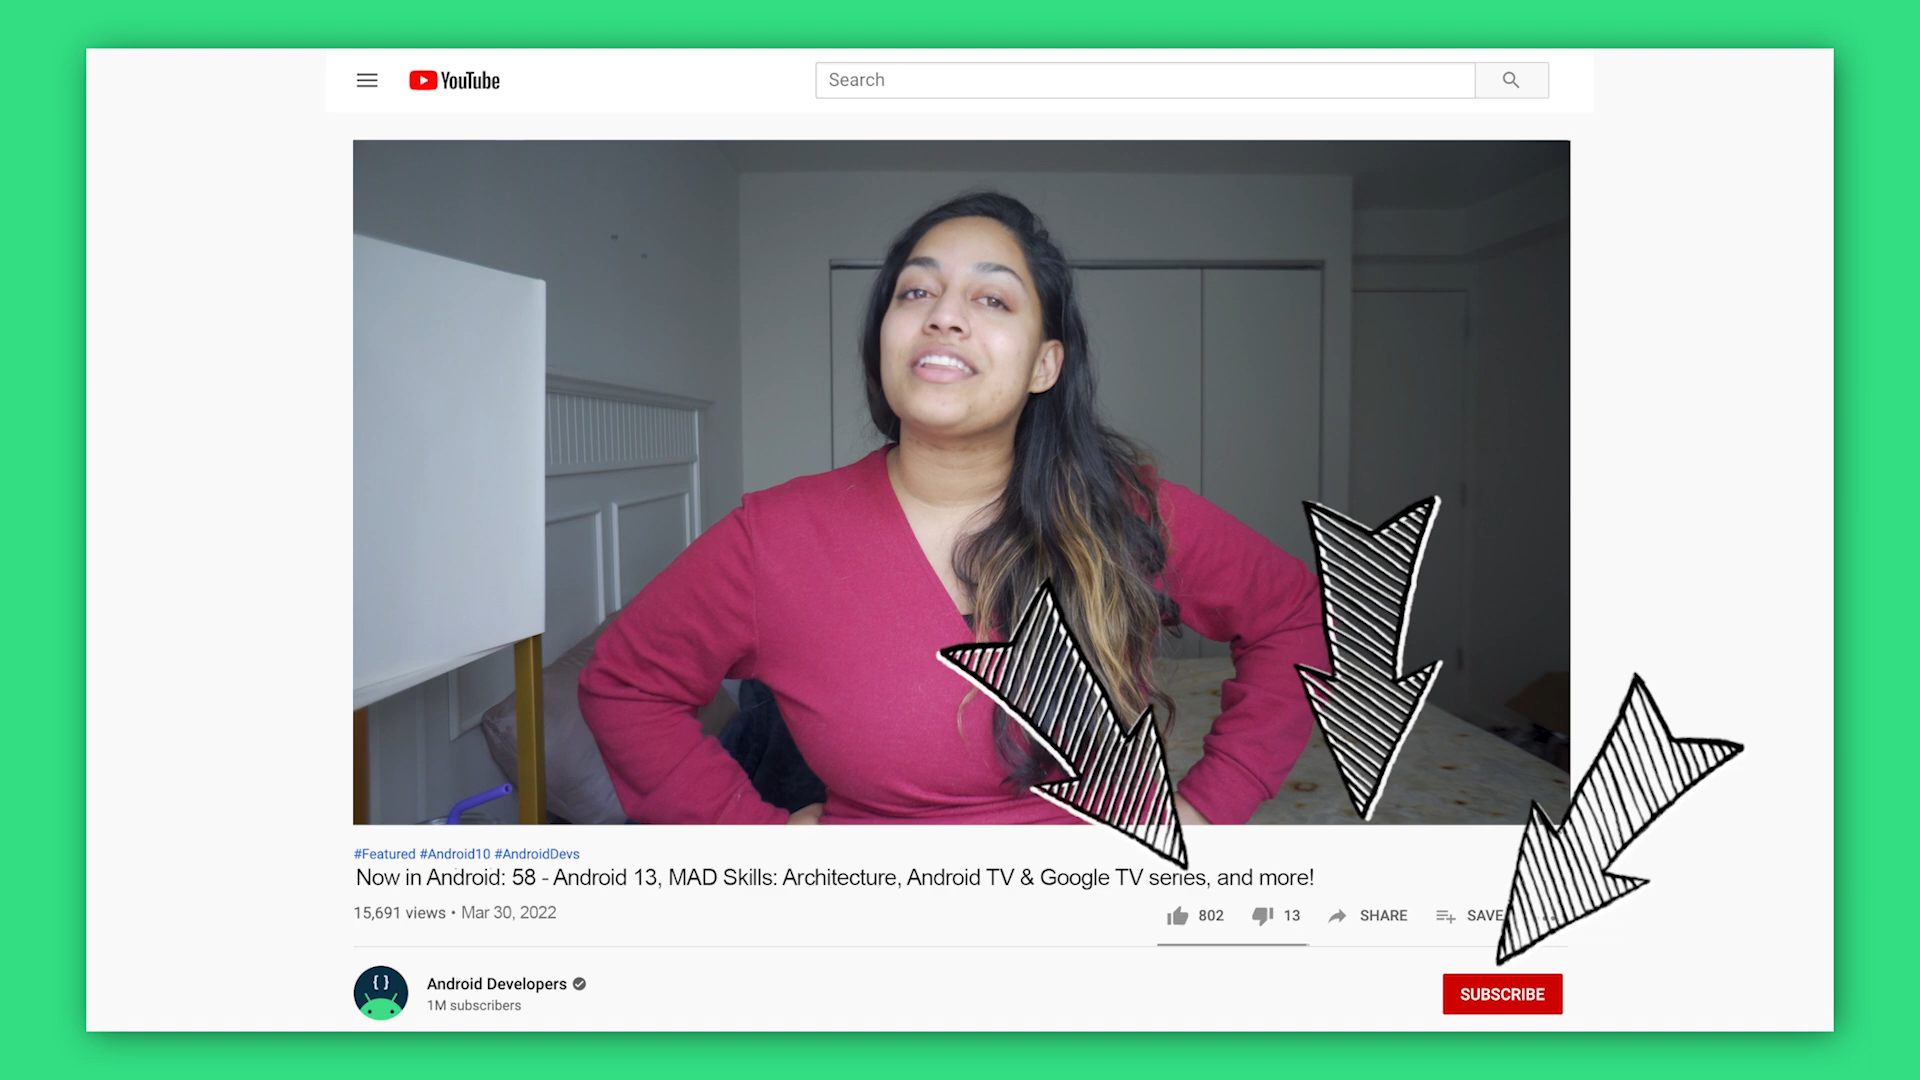 YouTube
Search
#Featured #Android10 #AndroidDevs
Now in Android: 58 - Android 13, MAD Skills: Architecture, Android TV & Google TV series, and more!
15,691 views • Mar 30, 2022
802 13 SHARE SAVE
{ }
Android Developers
1M subscribers
SUBSCRIBE